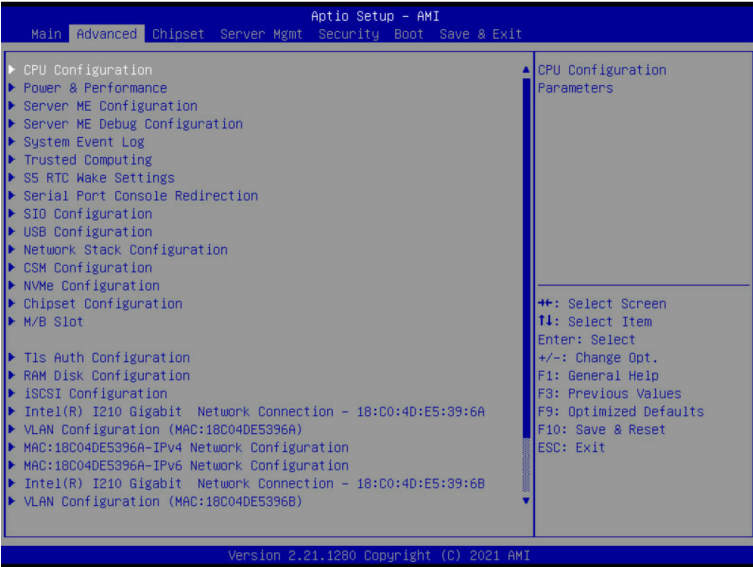 Aptio Setup – AMI
Main Advanced Chipset Server Mgmt Security Boot Save & Exit
CPU Configuration
Power & Performance
Server ME Configuration
Server ME Debug Configuration
System Event Log
Trusted Computing
S5 RTC Wake Settings
Serial Port Console Redirection
SIO Configuration
USB Configuration
Network Stack Configuration
CSM Configuration
NVMe Configuration
Chipset Configuration
M/B Slot
Tls Auth Configuration
RAM Disk Configuration
iSCSI Configuration
Intel(R) I210 Gigabit  Network Connection – 18:C0:4D:E5:39:6A
VLAN Configuration (MAC:18C04DE5396A)
MAC:18C04DE5396A-IPv4 Network Configuration
MAC:18C04DE5396A-IPv6 Network Configuration
Intel(R) I210 Gigabit  Network Connection – 18:C0:4D:E5:39:6B
VLAN Configuration (MAC:18C04DE5396B)
CPU Configuration
Parameters
→←: Select Screen
↑↓: Select Item
Enter: Select
+/-: Change Opt.
F1: General Help
F3: Previous Values
F9: Optimized Defaults
F10: Save & Reset
ESC: Exit
Version 2.21.1280 Copyright (C) 2021 AMI